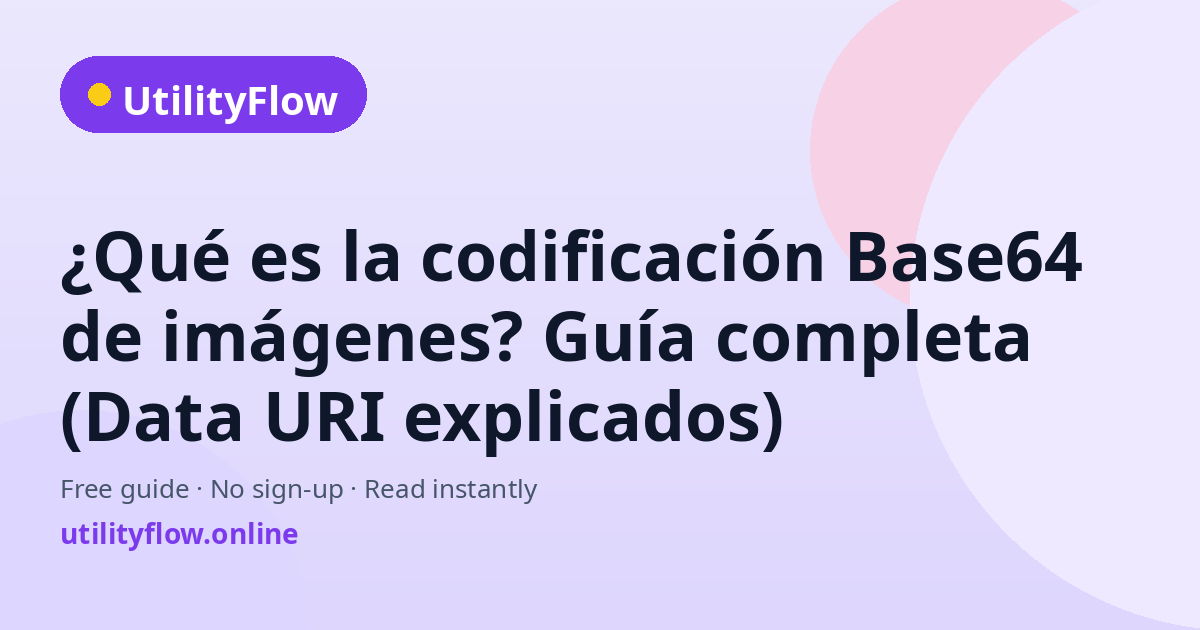 UtilityFlow
¿Qué es la codificación Base64
de imágenes? Guía completa
(Data URI explicados)
Free guide · No sign-up · Read instantly
utilityflow.online